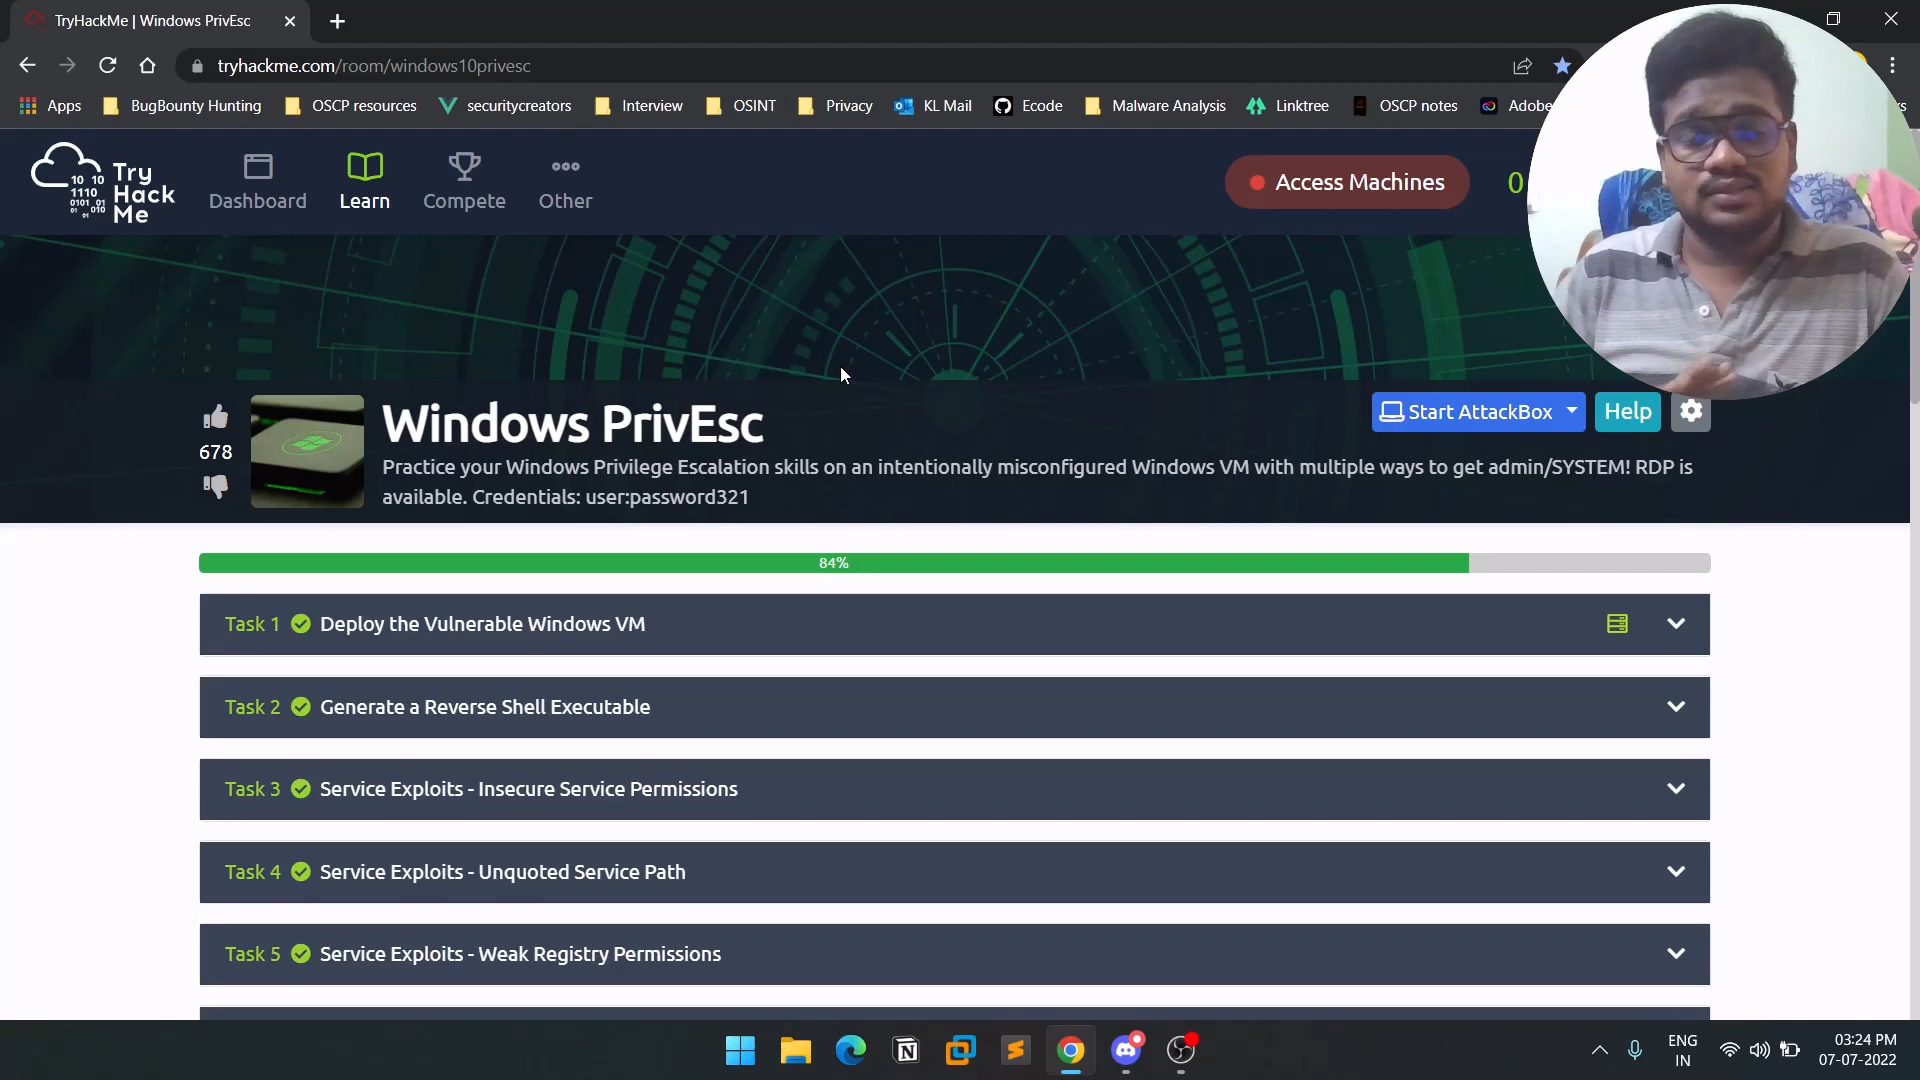 TryHackMe | Windows PrivEsc
tryhackme.com/room/windows10privesc
Apps
BugBounty Hunting
OSCP resources
securitycreators
Interview
OSINT
Privacy
KL Mail
Ecode
Malware Analysis
Linktree
OSCP notes
Adobe
Try
Hack
Me
Dashboard
Learn
Compete
Other
Access Machines
0
Windows PrivEsc
678
Practice your Windows Privilege Escalation skills on an intentionally misconfigured Windows VM with multiple ways to get admin/SYSTEM! RDP is
available. Credentials: user:password321
Start AttackBox
Help
84%
Task 1 Deploy the Vulnerable Windows VM
Task 2 Generate a Reverse Shell Executable
Task 3 Service Exploits - Insecure Service Permissions
Task 4 Service Exploits - Unquoted Service Path
Task 5 Service Exploits - Weak Registry Permissions
ENG
IN
03:24 PM
07-07-2022